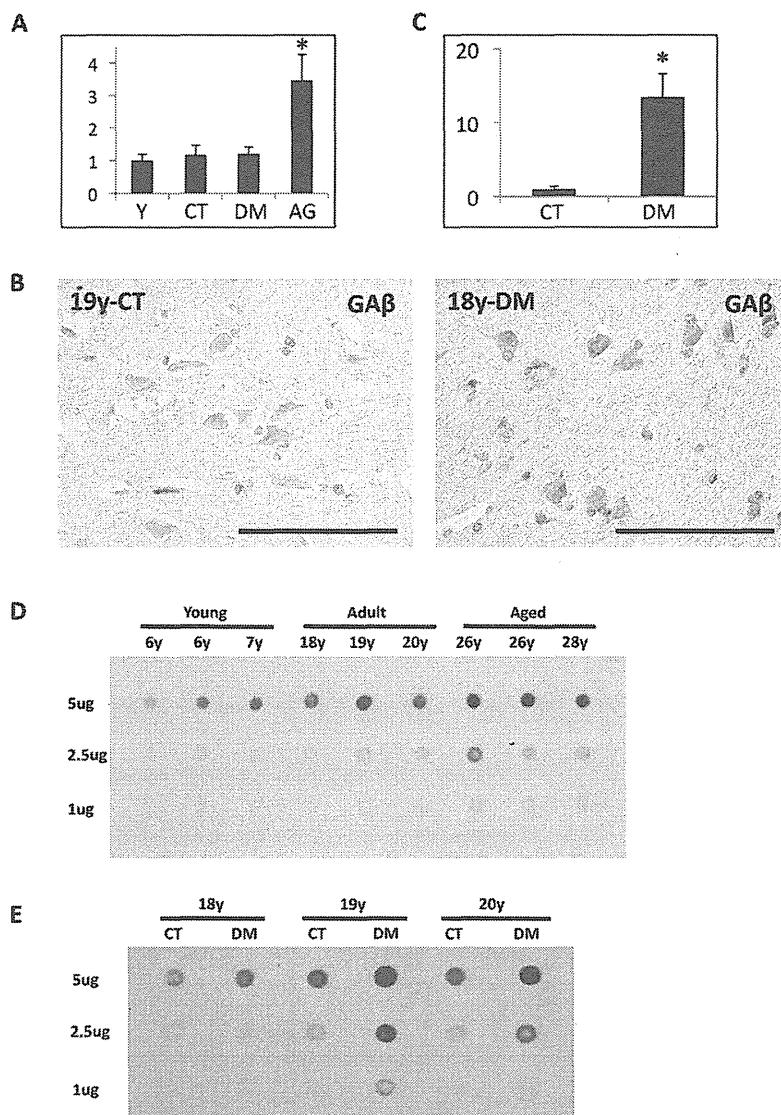 A
*
4
3
2
1
0
Y CT DM AG
C
*
20
10
0
CT DM
B
19y-CT GAβ
18y-DM GAβ
D
Young Adult Aged
6y 6y 7y 18y 19y 20y 26y 26y 28y
5ug
2.5ug
1ug
E
18y 19y 20y
CT DM CT DM CT DM
5ug
2.5ug
1ug